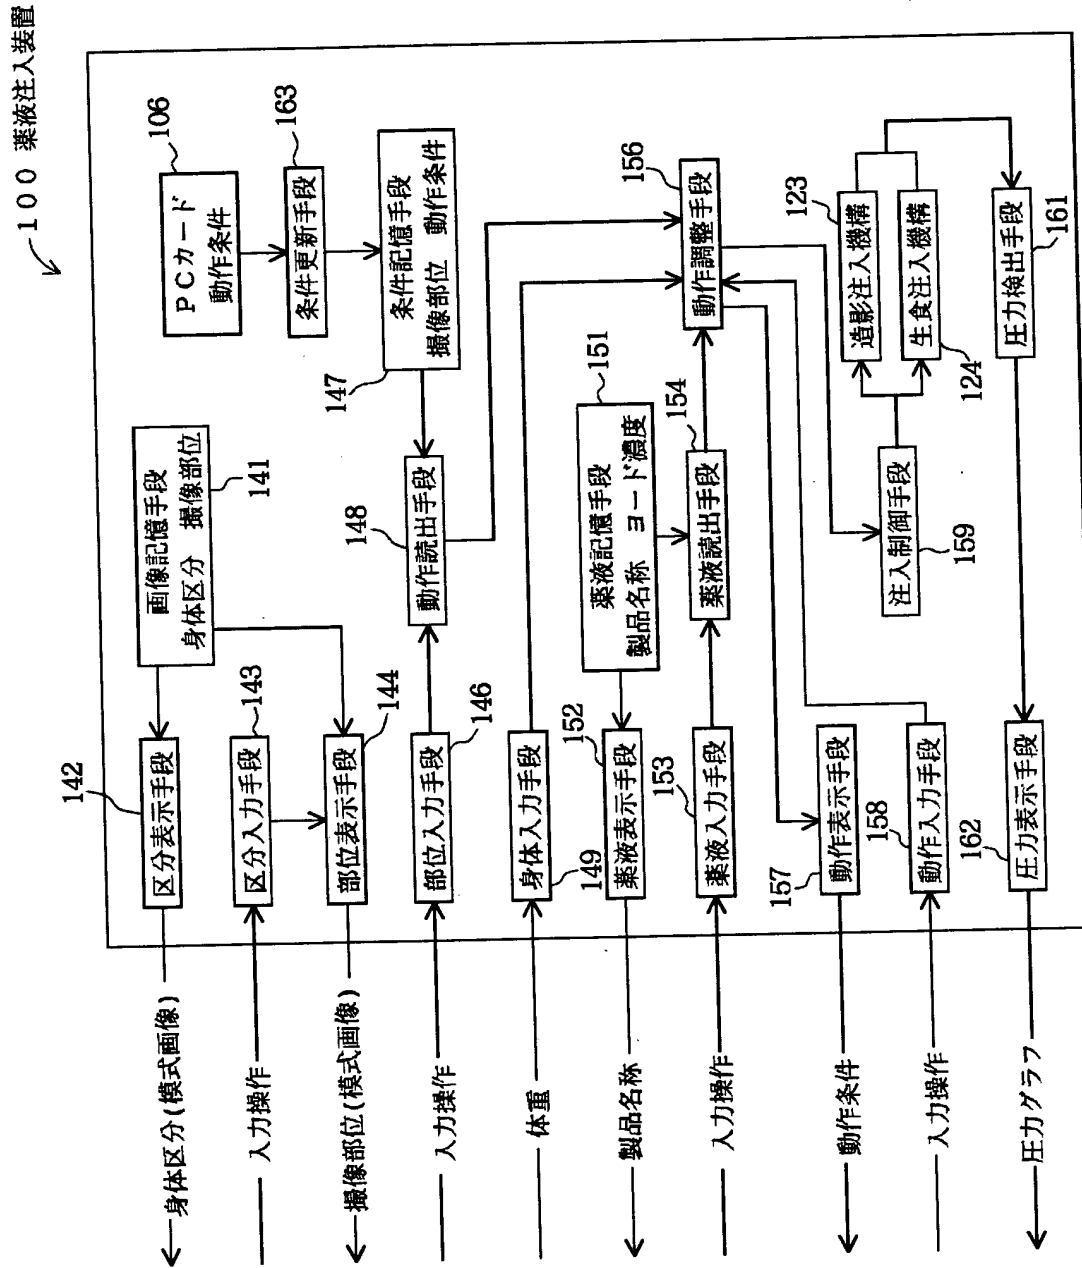 100 薬液注入装置
身体区分(模式画像)
区分表示手段
142
画像記憶手段
身体区分 撮像部位
141
PCカード
動作条件
106
入力操作
区分入力手段
143
条件更新手段
163
撮像部位(模式画像)
部位表示手段
144
入力操作
部位入力手段
146
動作読出手段
148
条件記憶手段
撮像部位 動作条件
147
体重
身体入力手段
149
製品名称
薬液表示手段
152
薬液記憶手段
製品名称 ヨード濃度
151
入力操作
薬液入力手段
153
薬液読出手段
154
動作調整手段
156
動作条件
動作表示手段
157
入力操作
動作入力手段
158
注入制御手段
159
造影注入機構
123
生食注入機構
124
圧力グラフ
圧力表示手段
162
圧力検出手段
161